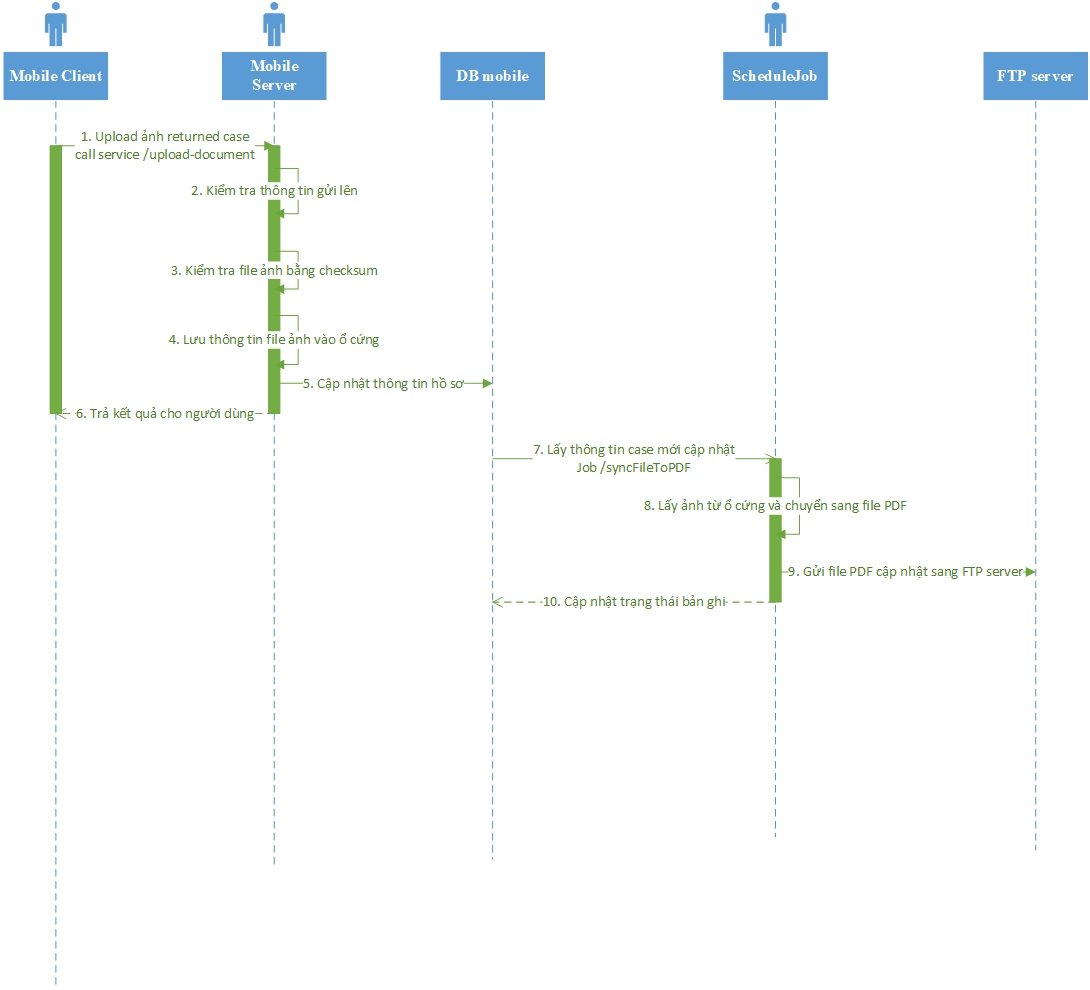 Mobile Client
Mobile
Server
DB mobile
ScheduleJob
FTP server
1. Upload ảnh returned case
call service /upload-document
2. Kiểm tra thông tin gửi lên
3. Kiểm tra file ảnh bằng checksum
4. Lưu thông tin file ảnh vào ổ cứng
5. Cập nhật thông tin hồ sơ
6. Trả kết quả cho người dùng
7. Lấy thông tin case mới cập nhật
Job /syncFileToPDF
8. Lấy ảnh từ ổ cứng và chuyển sang file PDF
9. Gửi file PDF cập nhật sang FTP server
10. Cập nhật trạng thái bản ghi